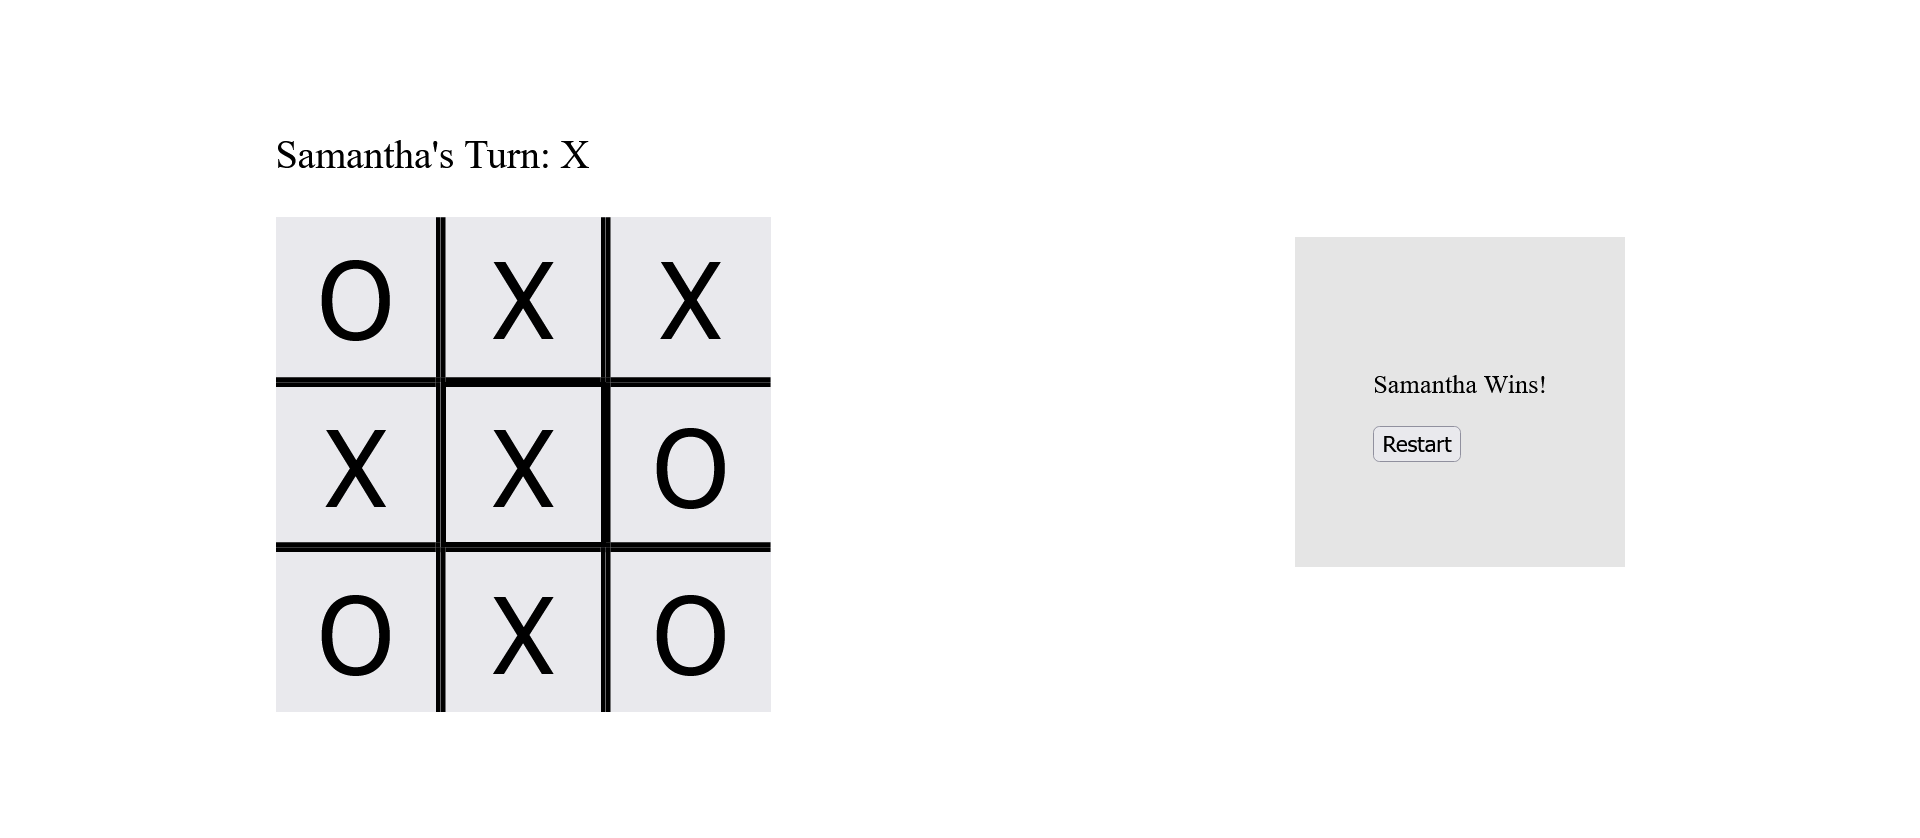 Samantha's Turn: X
O X X
X X O
O X O
Samantha Wins!
Restart